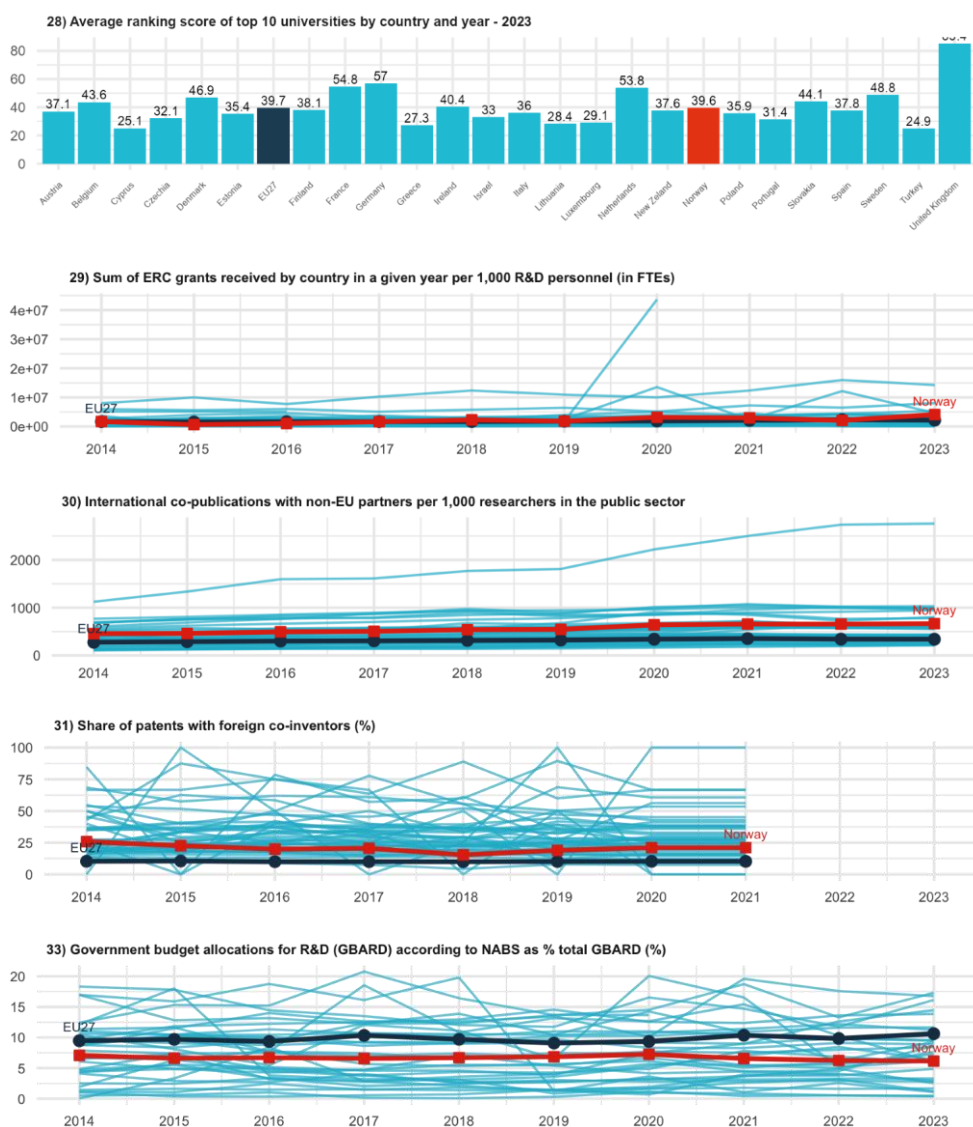 28) Average ranking score of top 10 universities by country and year - 2023
80
60
40
20
0
37.1
43.6
25.1
32.1
46.9
35.4
39.7
38.1
54.8
57
27.3
40.4
33
36
28.4
29.1
53.8
37.6
39.6
35.9
31.4
44.1
37.8
48.8
24.9
Austria
Belgium
Cyprus
Czechia
Denmark
Estonia
EU27
Finland
France
Germany
Greece
Ireland
Israel
Italy
Lithuania
Luxembourg
Netherlands
New Zeland
Norway
Poland
Portugal
Slovakia
Spain
Sweden
Turkey
United Kingdom
29) Sum of ERC grants received by country in a given year per 1,000 R&D personnel (in FTEs)
4e+07
3e+07
2e+07
1e+07
0e+00
EU27
Norway
2014 2015 2016 2017 2018 2019 2020 2021 2022 2023
30) International co-publications with non-EU partners per 1,000 researchers in the public sector
2000
1000
0
EU27
Norway
2014 2015 2016 2017 2018 2019 2020 2021 2022 2023
31) Share of patents with foreign co-inventors (%)
100
75
50
25
0
EU27
Norway
2014 2015 2016 2017 2018 2019 2020 2021 2022 2023
33) Government budget allocations for R&D (GBARD) according to NABS as % total GBARD (%)
20
15
10
5
0
EU27
Norway
2014 2015 2016 2017 2018 2019 2020 2021 2022 2023